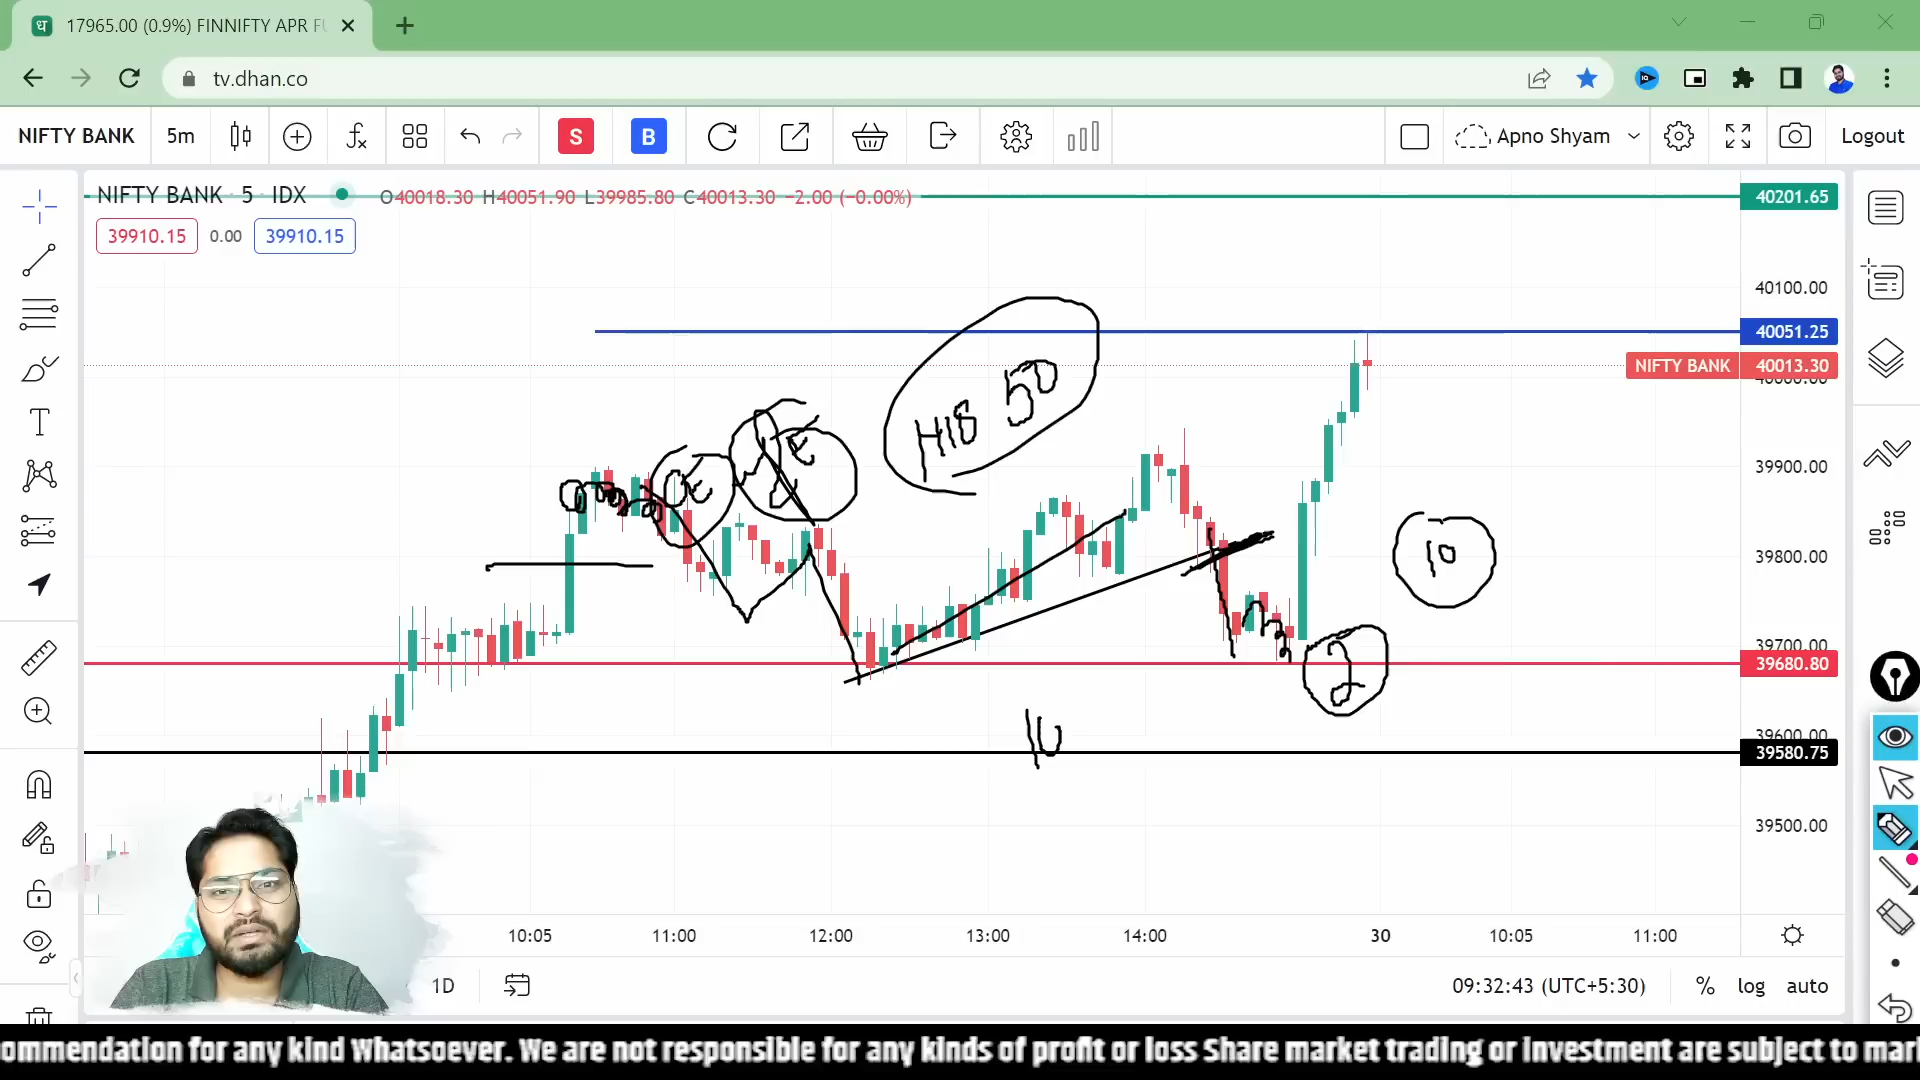 ध 17965.00 (0.9%) FINNIFTY APR FU
tv.dhan.co
NIFTY BANK 5m S B Apno Shyam Logout
NIFTY BANK · 5 · IDX O40018.30 H40051.90 L39985.80 C40013.30 −2.00 (−0.00%)
39910.15 0.00 39910.15
40201.65
40100.00
40051.25
NIFTY BANK 40013.30
40000.00
39900.00
39800.00
39700.00
39680.80
39600.00
39580.75
39500.00
50
10
2
10:05 11:00 12:00 13:00 14:00 30 10:05 11:00
1D 09:32:43 (UTC+5:30) % log auto
ommendation for any kind Whatsoever. We are not responsible for any kinds of profit or loss Share market trading or investment are subject to mar